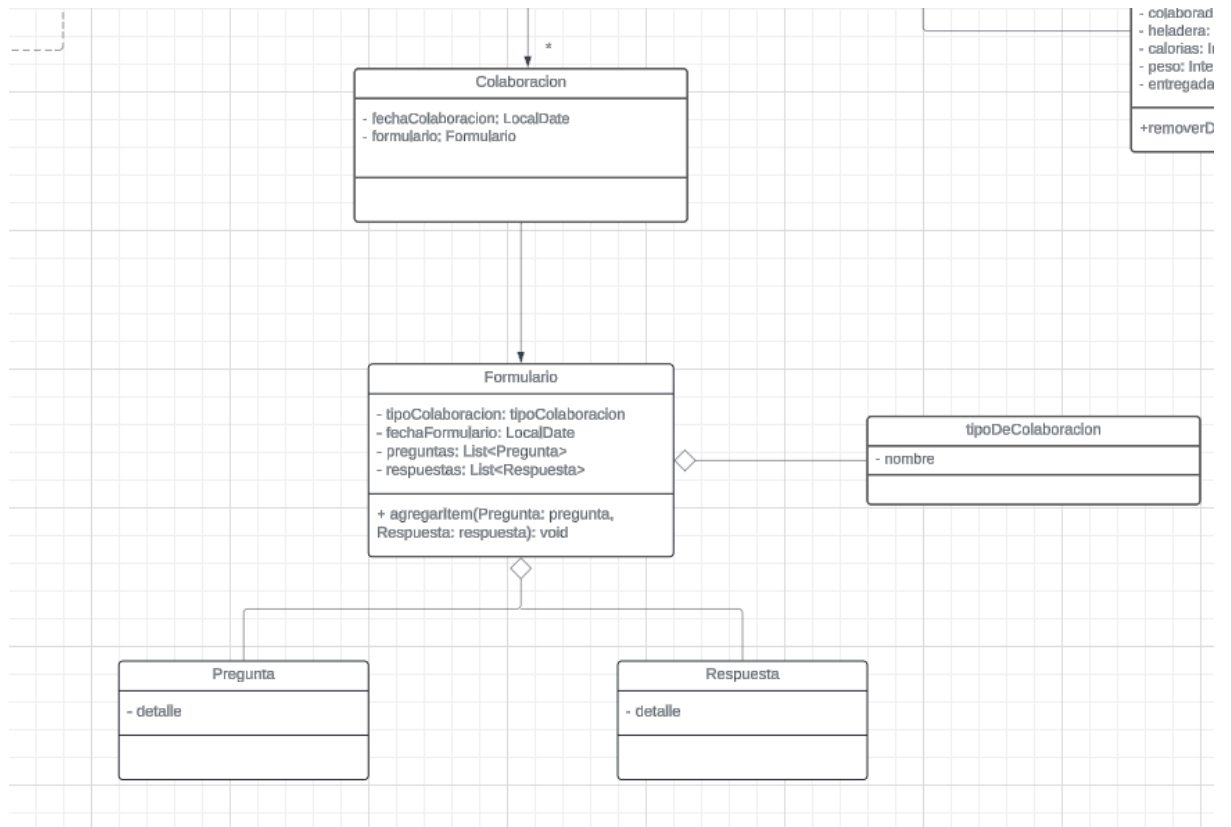 - colaborad
- heladera:
- calorias: I
- peso: Inte
- entregada
+removerD
*
Colaboracion
- fechaColaboracion: LocalDate
- formulario: Formulario
Formulario
- tipoColaboracion: tipoColaboracion
- fechaFormulario: LocalDate
- preguntas: List<Pregunta>
- respuestas: List<Respuesta>
+ agregarItem(Pregunta: pregunta,
Respuesta: respuesta): void
tipoDeColaboracion
- nombre
Pregunta
- detalle
Respuesta
- detalle